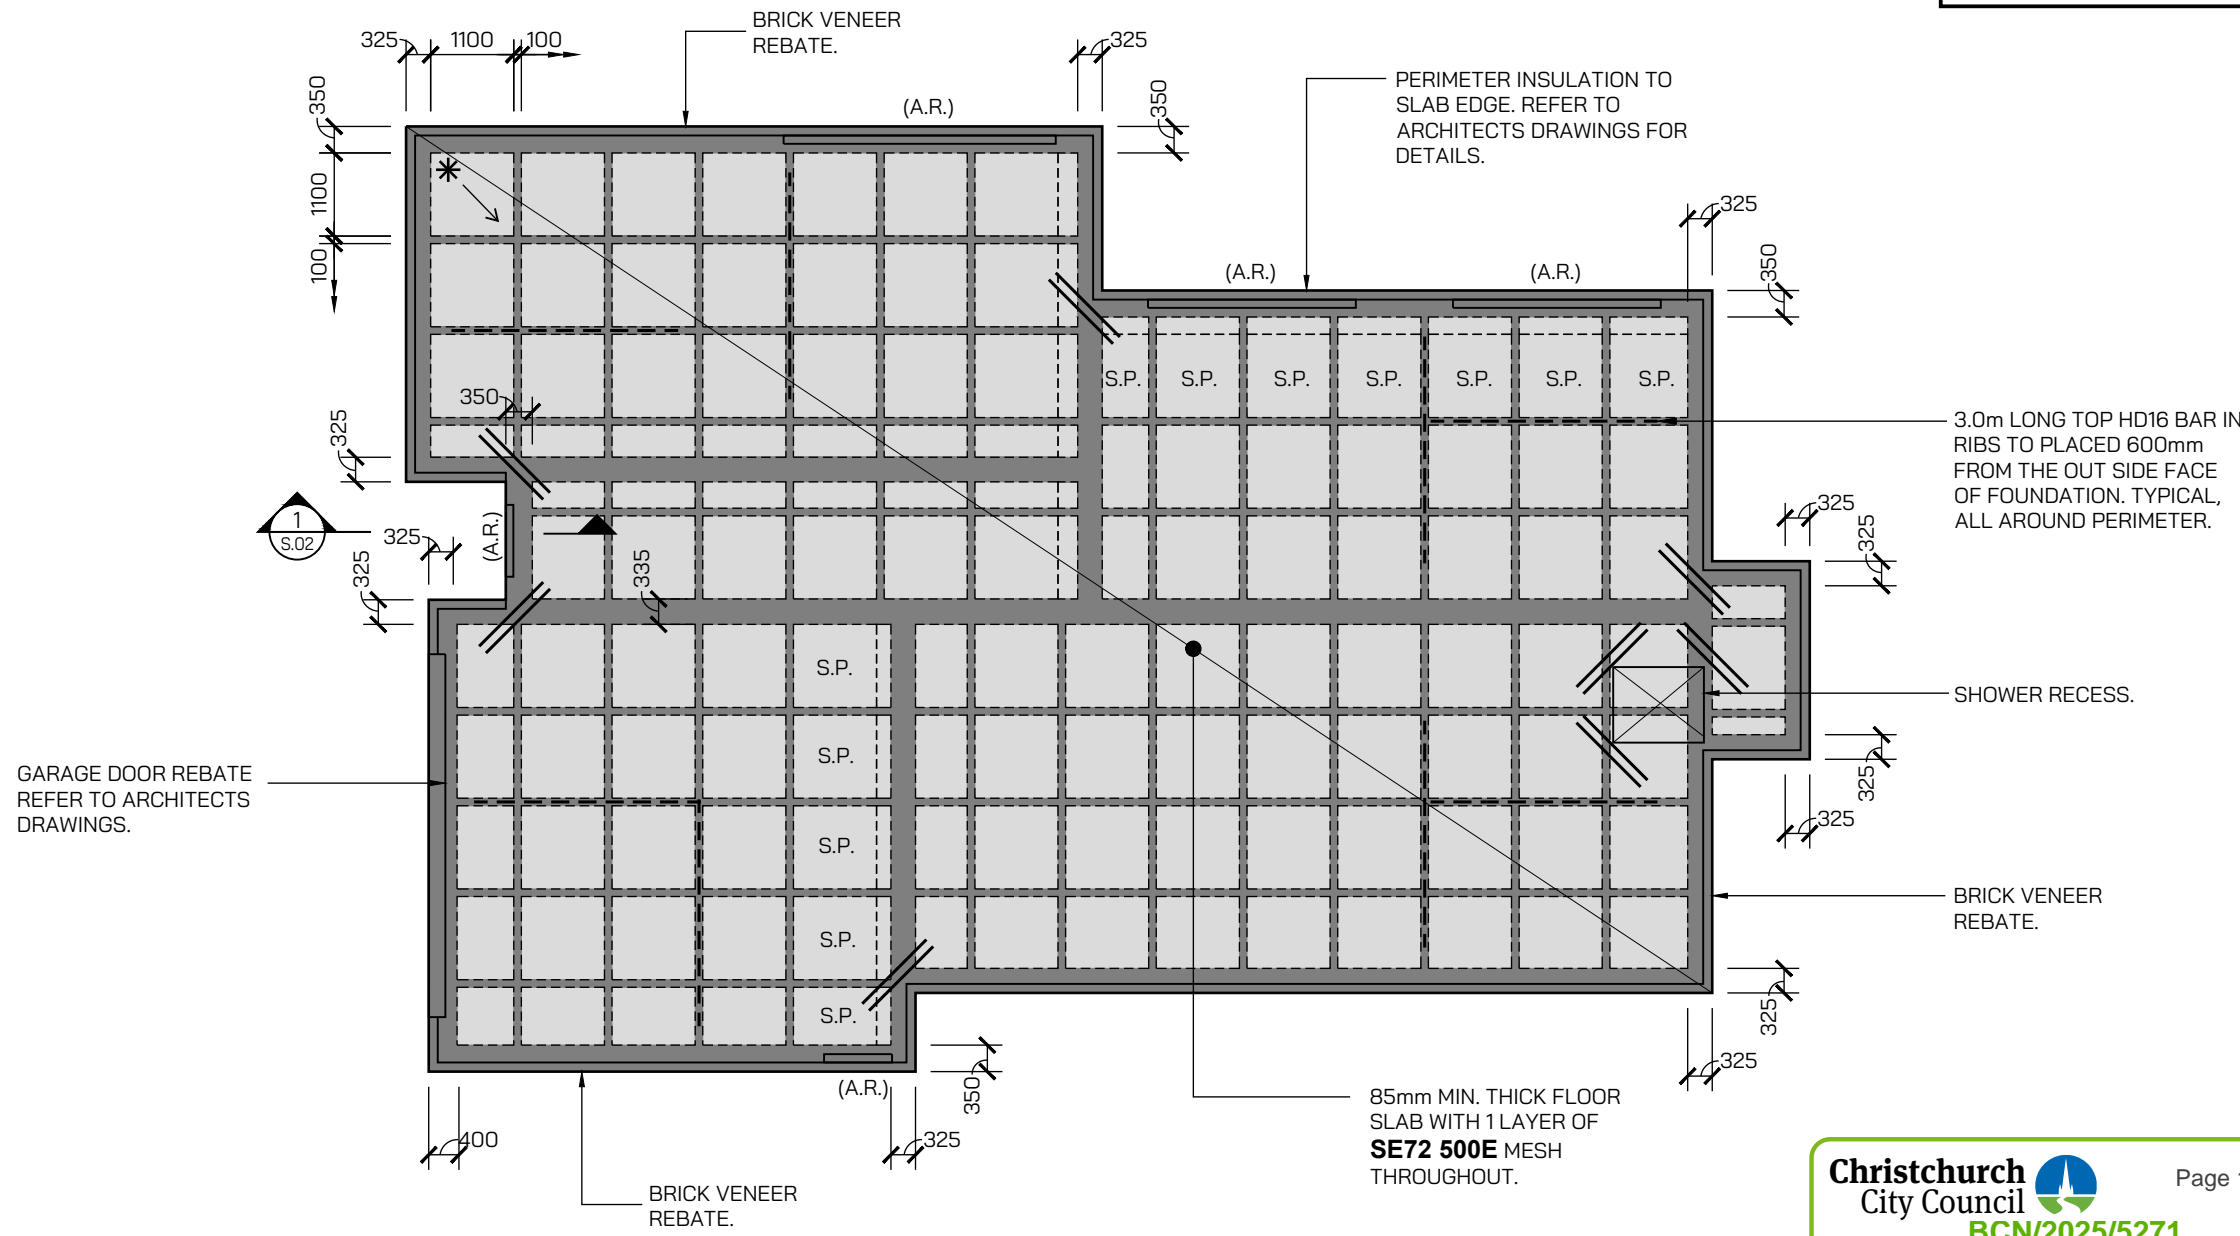 BRICK VENEER
REBATE.
325
1100
100
325
350
1100
100
(A.R.)
350
PERIMETER INSULATION TO
SLAB EDGE. REFER TO
ARCHITECTS DRAWINGS FOR
DETAILS.
325
350
(A.R.)
(A.R.)
S.P.
S.P.
S.P.
S.P.
S.P.
S.P.
S.P.
350
325
3.0m LONG TOP HD16 BAR IN
RIBS TO PLACED 600mm
FROM THE OUT SIDE FACE
OF FOUNDATION. TYPICAL,
ALL AROUND PERIMETER.
1
S.02
325
(A.R.)
325
335
325
325
S.P.
S.P.
S.P.
S.P.
S.P.
SHOWER RECESS.
325
325
GARAGE DOOR REBATE
REFER TO ARCHITECTS
DRAWINGS.
BRICK VENEER
REBATE.
325
325
(A.R.)
350
400
325
85mm MIN. THICK FLOOR
SLAB WITH 1 LAYER OF
SE72 500E MESH
THROUGHOUT.
BRICK VENEER
REBATE.
Christchurch
City Council
Page
BCN/2025/5271